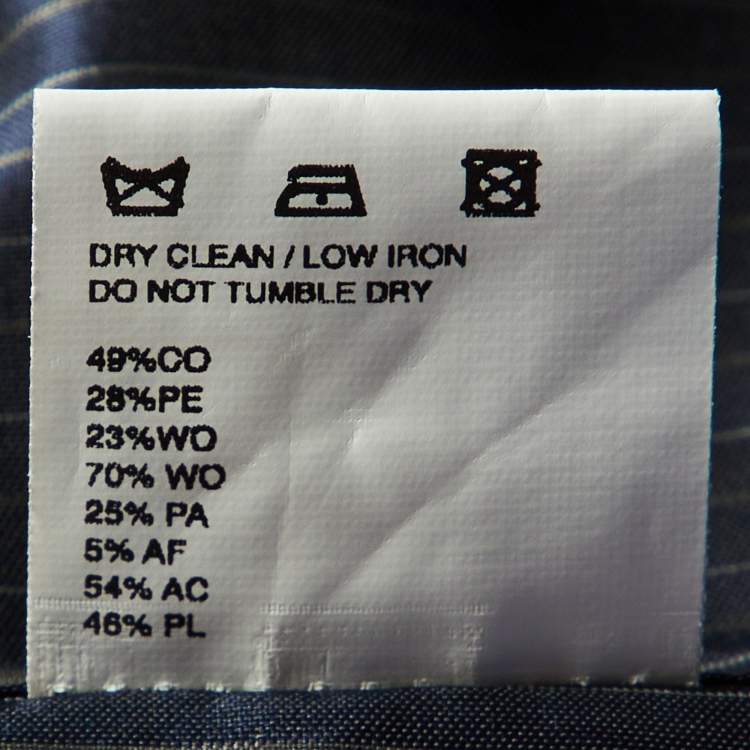 DRY CLEAN / LOW IRON
DO NOT TUMBLE DRY
49%CO
28%PE
23%WO
70% WO
25% PA
5% AF
54% AC
46% PL